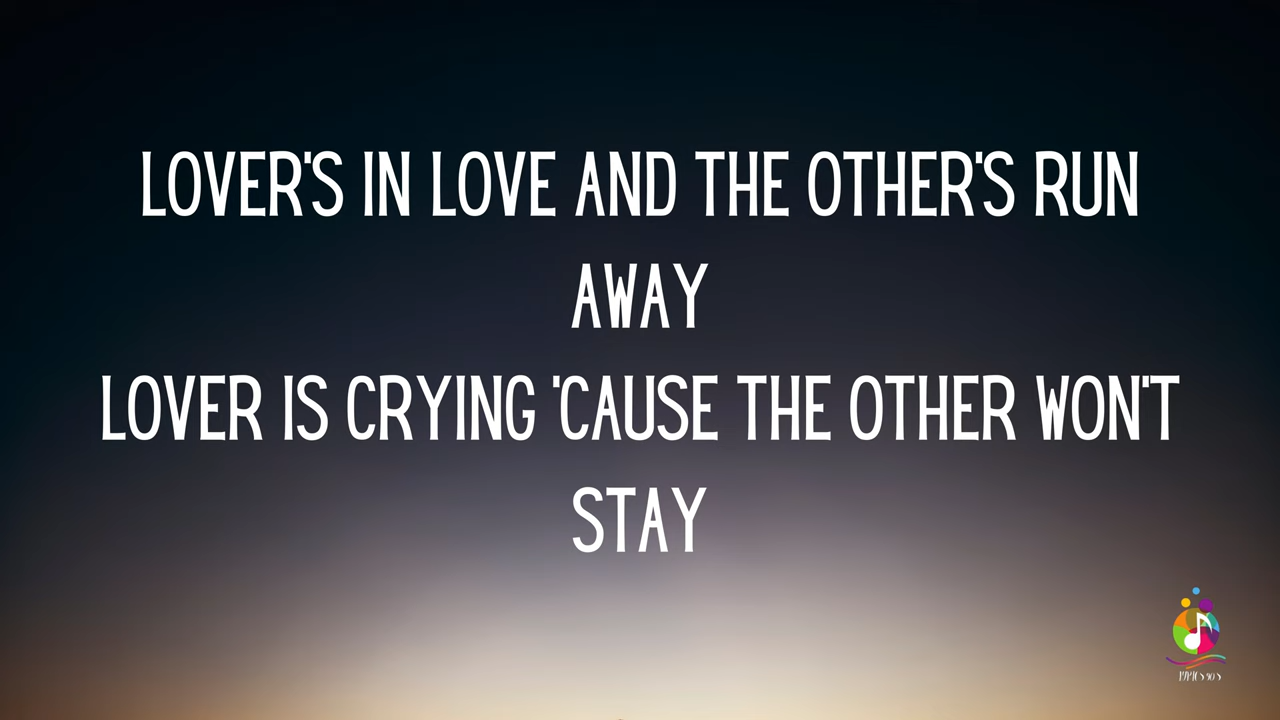 LOVER'S IN LOVE AND THE OTHER'S RUN
AWAY
LOVER IS CRYING 'CAUSE THE OTHER WON'T
STAY